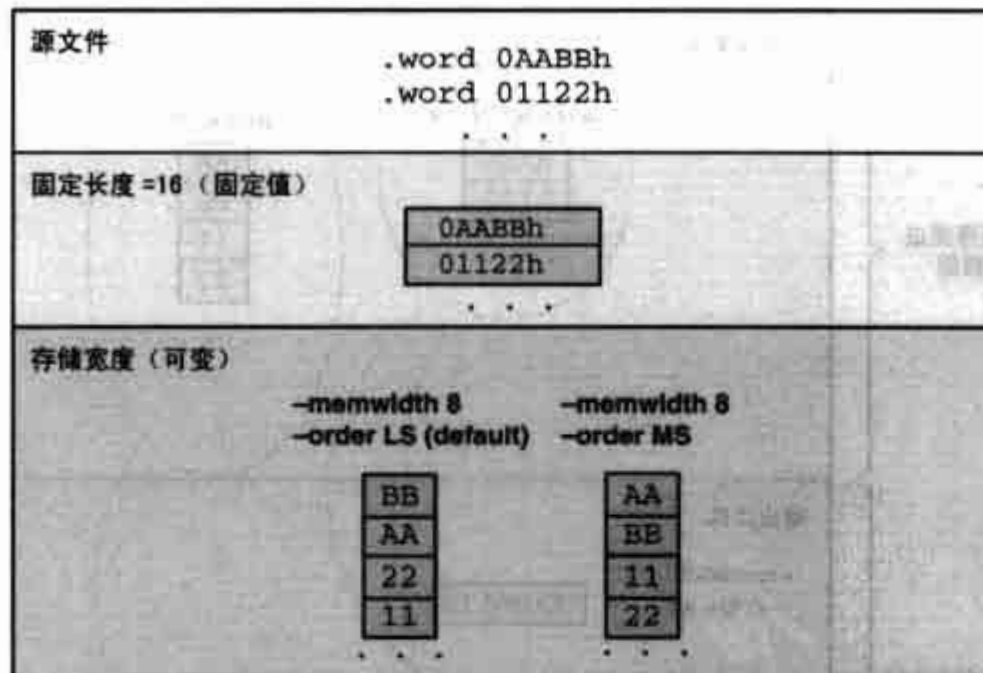 源文件
.word 0AABBh
.word 01122h
. . .
固定长度 =16（固定值）
0AABBh
01122h
. . .
存储宽度（可变）
–memwidth 8 –memwidth 8
–order LS (default) –order MS
BB AA
AA BB
22 11
11 22
. . . . . .